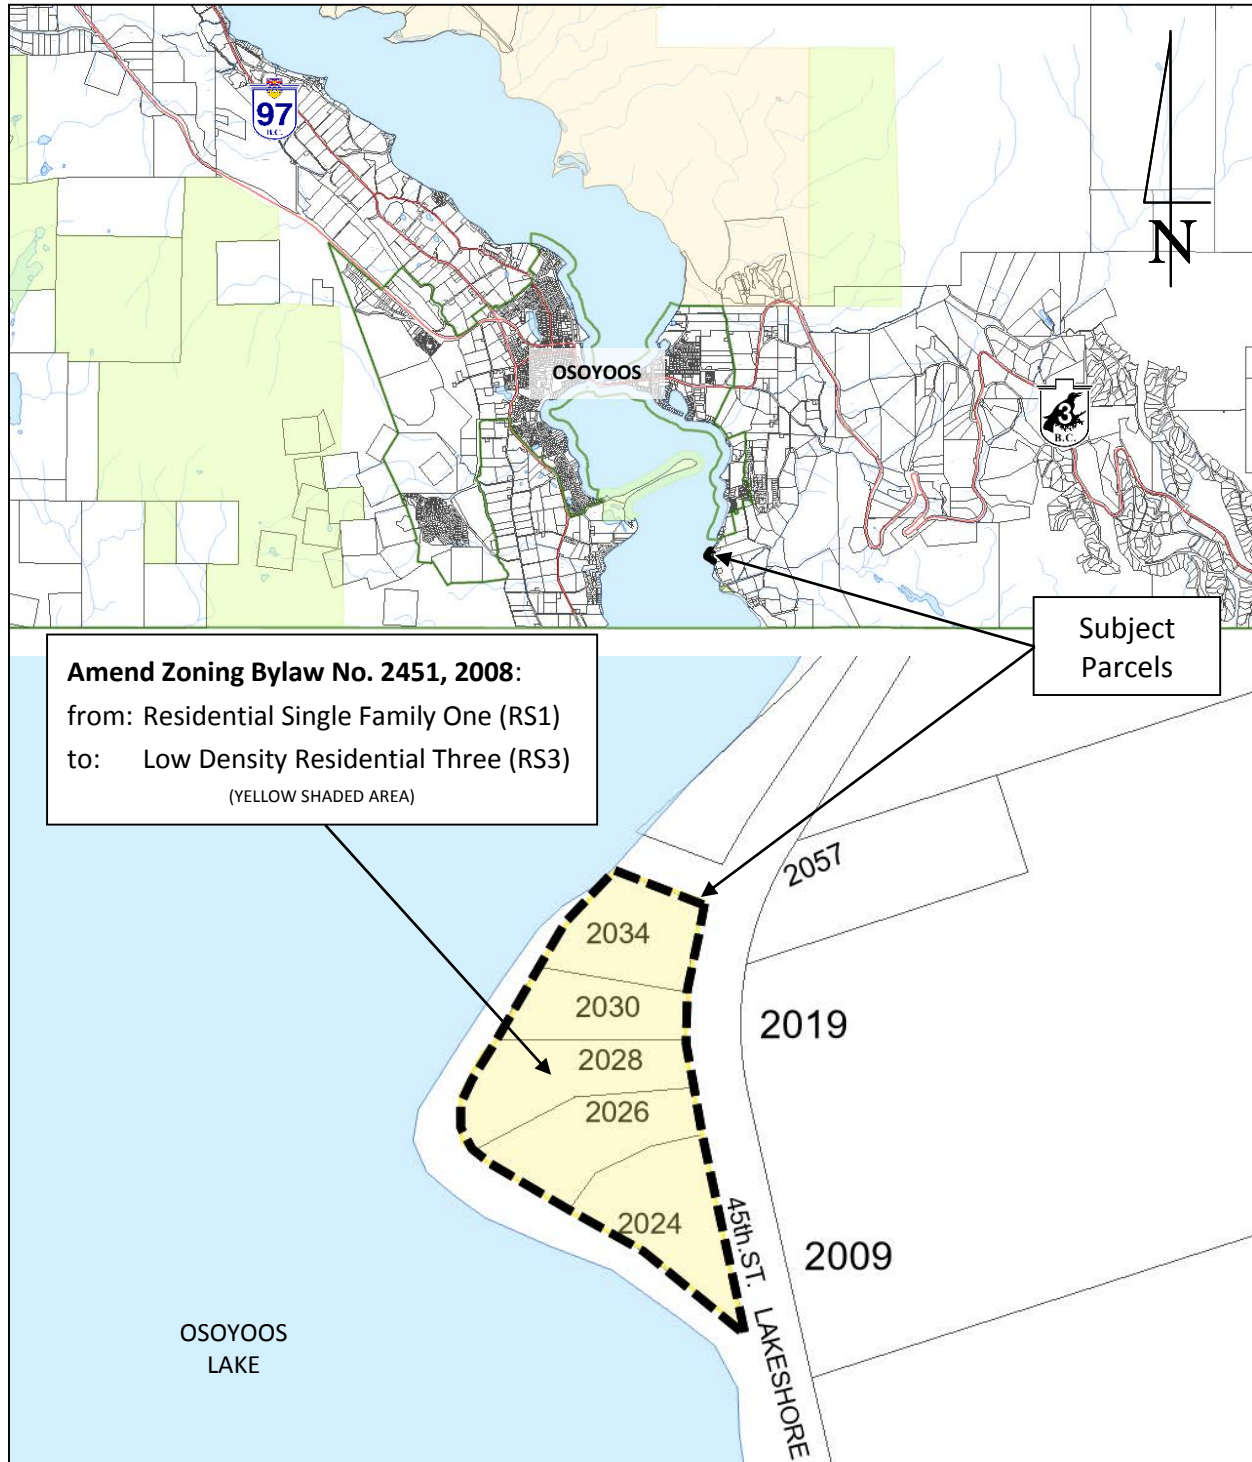 97
B.C.
N
OSOYOOS
3
B.C.
Subject
Parcels
Amend Zoning Bylaw No. 2451, 2008:
from: Residential Single Family One (RS1)
to: Low Density Residential Three (RS3)
(YELLOW SHADED AREA)
2057
2034
2030
2019
2028
2026
2024
45th.ST. LAKESHORE
2009
OSOYOOS
LAKE